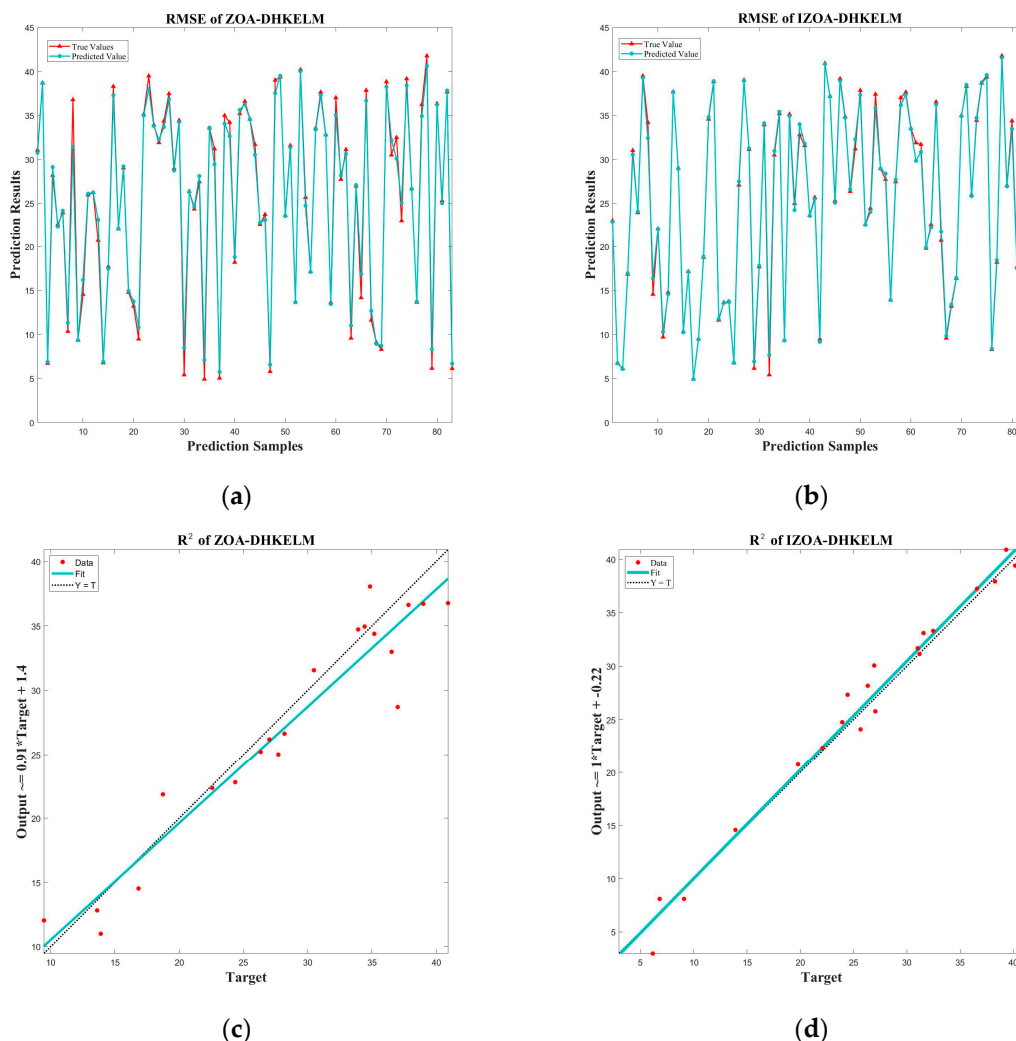 RMSE of ZOA-DHKELM
45
40
35
30
25
20
15
10
5
0
Prediction Results
True Values
Predicted Value
10 20 30 40 50 60 70 80
Prediction Samples
(a)
RMSE of IZOA-DHKELM
45
40
35
30
25
20
15
10
5
0
Prediction Results
True Value
Predicted Value
10 20 30 40 50 60 70 80
Prediction Samples
(b)
R² of ZOA-DHKELM
40
35
30
25
20
15
10
Output ~= 0.91*Target + 1.4
Data
Fit
Y = T
10 15 20 25 30 35 40
Target
(c)
R² of IZOA-DHKELM
40
35
30
25
20
15
10
5
Output ~= 1*Target + -0.22
Data
Fit
Y = T
5 10 15 20 25 30 35 40
Target
(d)